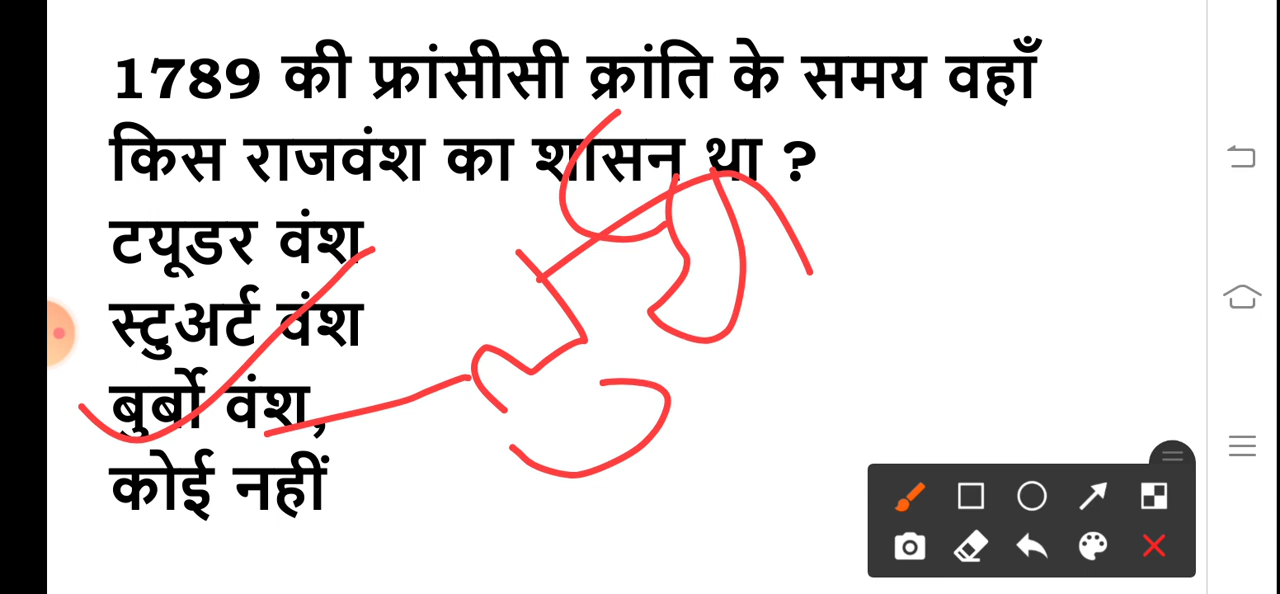 1789 की फ्रांसीसी क्रांति के समय वहाँ
किस राजवंश का शासन था ?
टयूडर वंश
स्टुअर्ट वंश
बुर्बो वंश,
कोई नहीं